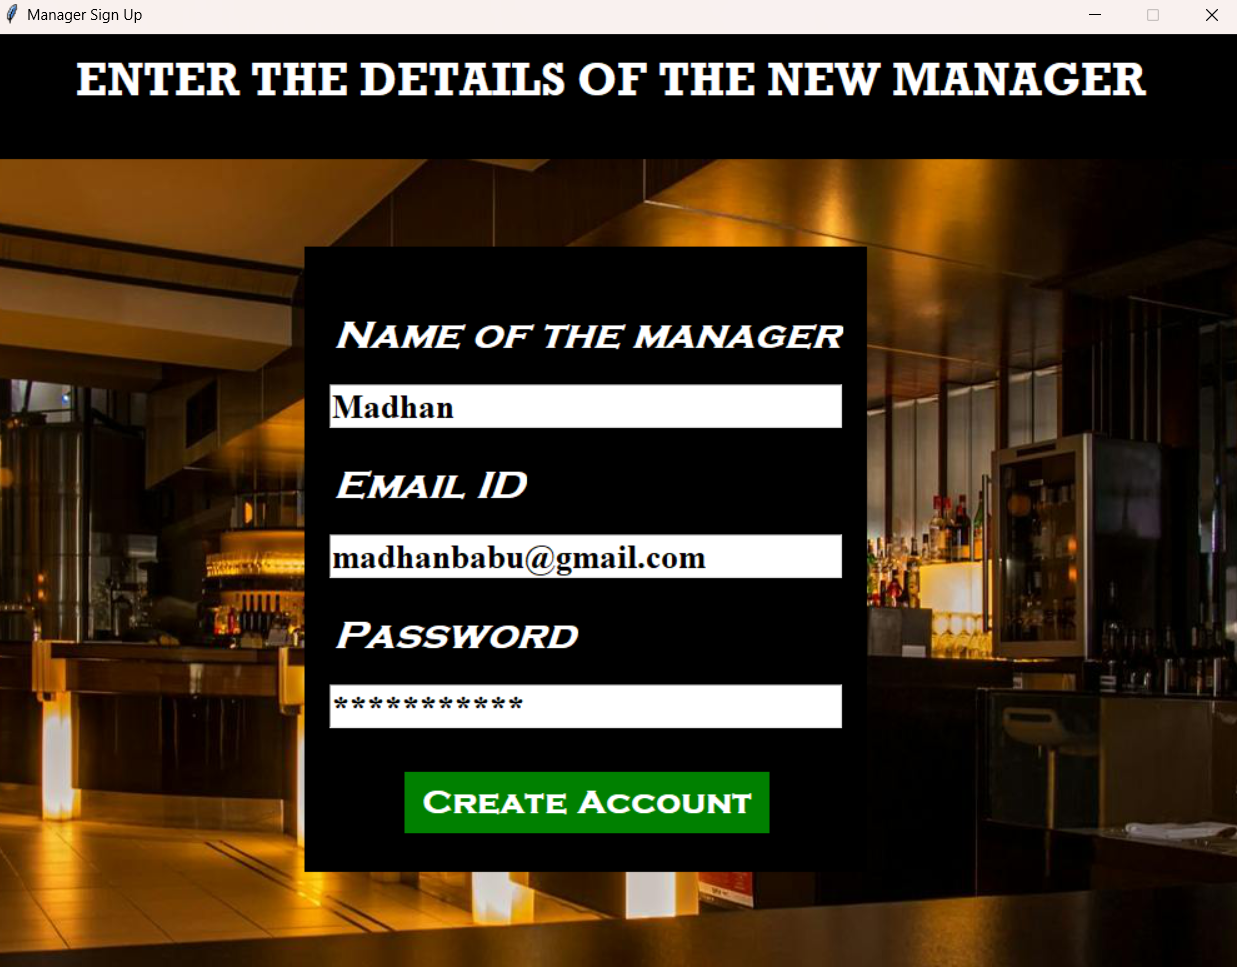 Manager Sign Up
ENTER THE DETAILS OF THE NEW MANAGER
NAME OF THE MANAGER
Madhan
EMAIL ID
madhanbabu@gmail.com
PASSWORD
***********
CREATE ACCOUNT